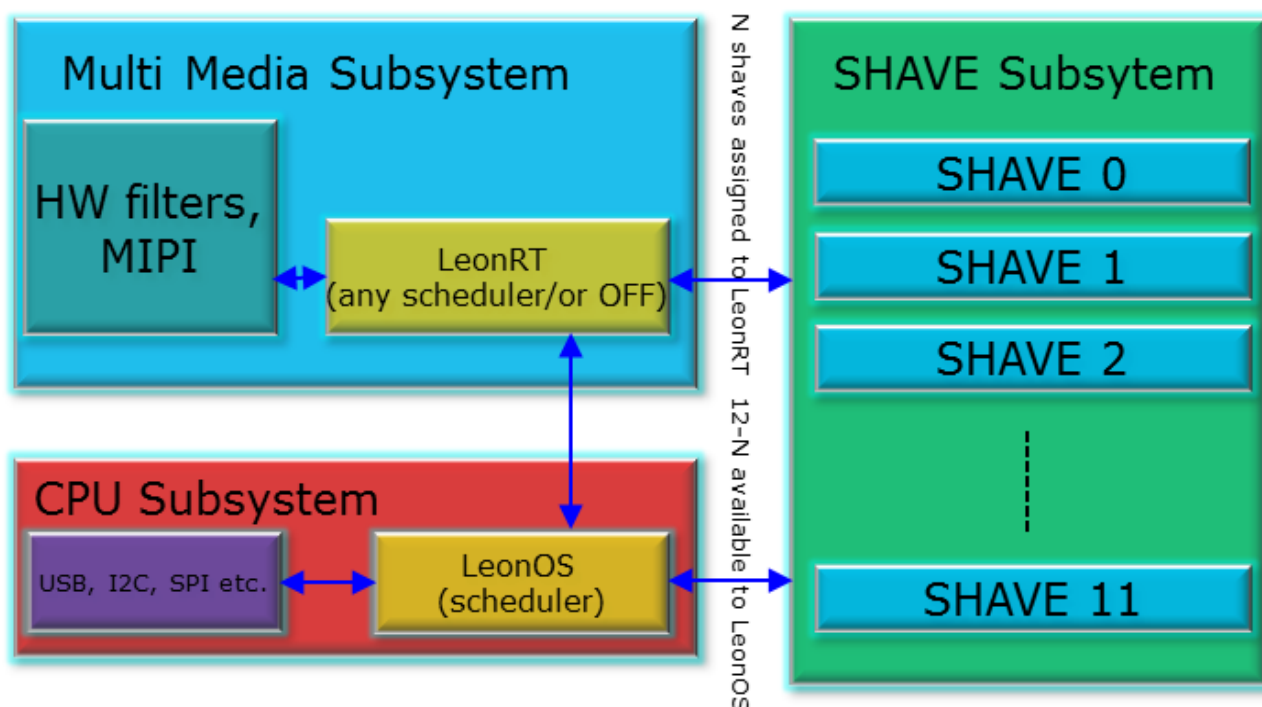 Multi Media Subsystem
HW filters,
MIPI
LeonRT
(any scheduler/or OFF)
CPU Subsystem
USB, I2C, SPI etc.
LeonOS
(scheduler)
N shaves assigned to LeonRT 12-N available to LeonOS
SHAVE Subsytem
SHAVE 0
SHAVE 1
SHAVE 2
SHAVE 11